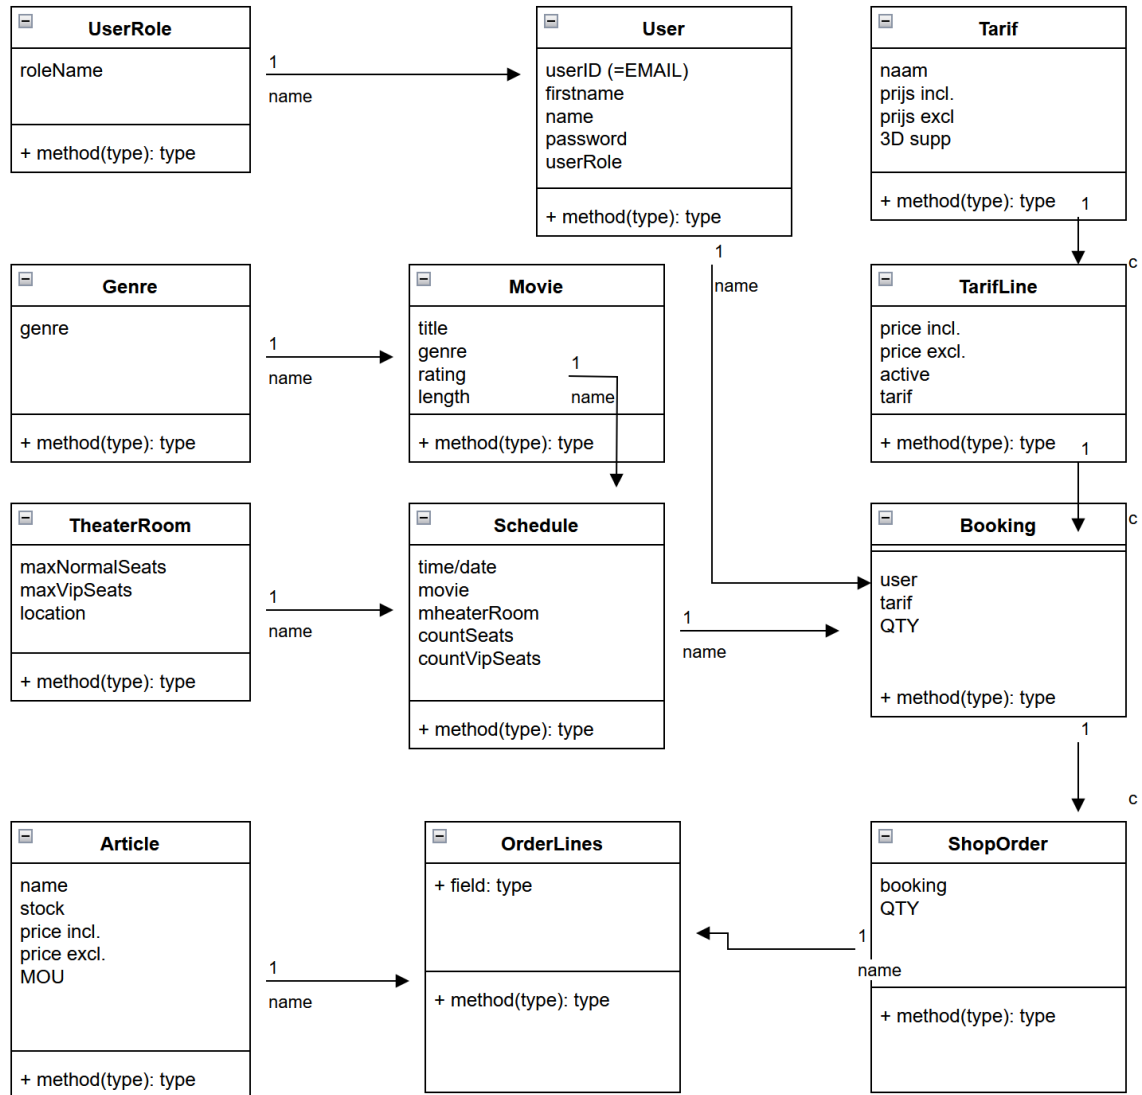 UserRole
roleName
+ method(type): type
1
name
User
userID (=EMAIL)
firstname
name
password
userRole
+ method(type): type
Tarif
naam
prijs incl.
prijs excl
3D supp
+ method(type): type
1
c
Genre
genre
+ method(type): type
1
name
Movie
title
genre
rating
length
+ method(type): type
1
name
1
name
TarifLine
price incl.
price excl.
active
tarif
+ method(type): type
1
c
TheaterRoom
maxNormalSeats
maxVipSeats
location
+ method(type): type
1
name
Schedule
time/date
movie
mheaterRoom
countSeats
countVipSeats
+ method(type): type
1
name
Booking
user
tarif
QTY
+ method(type): type
1
c
Article
name
stock
price incl.
price excl.
MOU
+ method(type): type
1
name
OrderLines
+ field: type
+ method(type): type
1
name
ShopOrder
booking
QTY
+ method(type): type